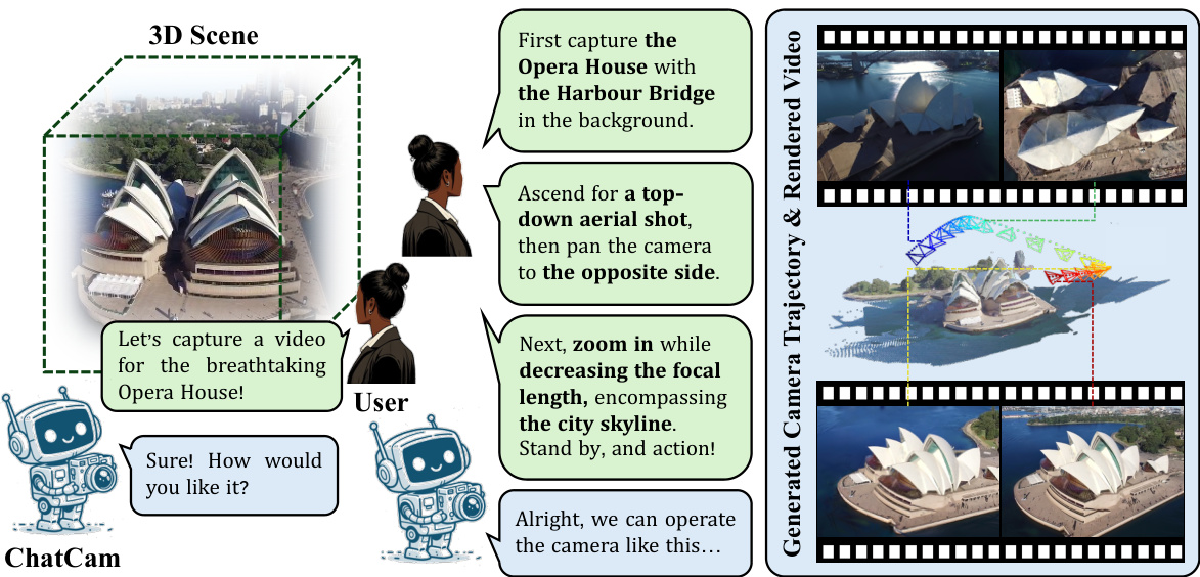 3D Scene
Let's capture a video
for the breathtaking
Opera House!
User
Sure! How would
you like it?
ChatCam
First capture the
Opera House with
the Harbour Bridge
in the background.
Ascend for a top-
down aerial shot,
then pan the camera
to the opposite side.
Next, zoom in while
decreasing the focal
length, encompassing
the city skyline.
Stand by, and action!
Alright, we can operate
the camera like this...
Generated Camera Trajectory & Rendered Video